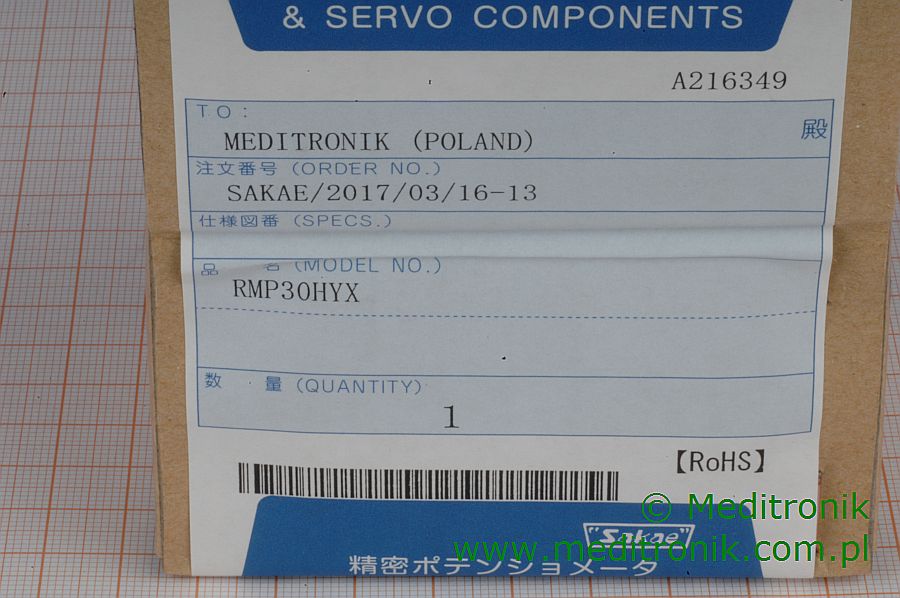 & SERVO COMPONENTS
A216349
TO:
MEDITRONIK (POLAND) 殿
注文番号 (ORDER NO.)
SAKAE/2017/03/16-13
仕様図番 (SPECS.)
品 名 (MODEL NO.)
RMP30HYX
数 量 (QUANTITY)
1
【RoHS】
© Meditronik
"Sakae"
www.meditronik.com.pl
精密ポテンショメータ